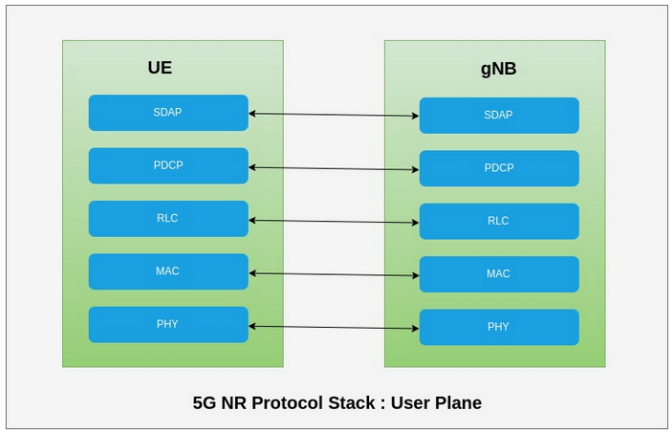 UE
gNB
SDAP
SDAP
PDCP
PDCP
RLC
RLC
MAC
MAC
PHY
PHY
5G NR Protocol Stack : User Plane